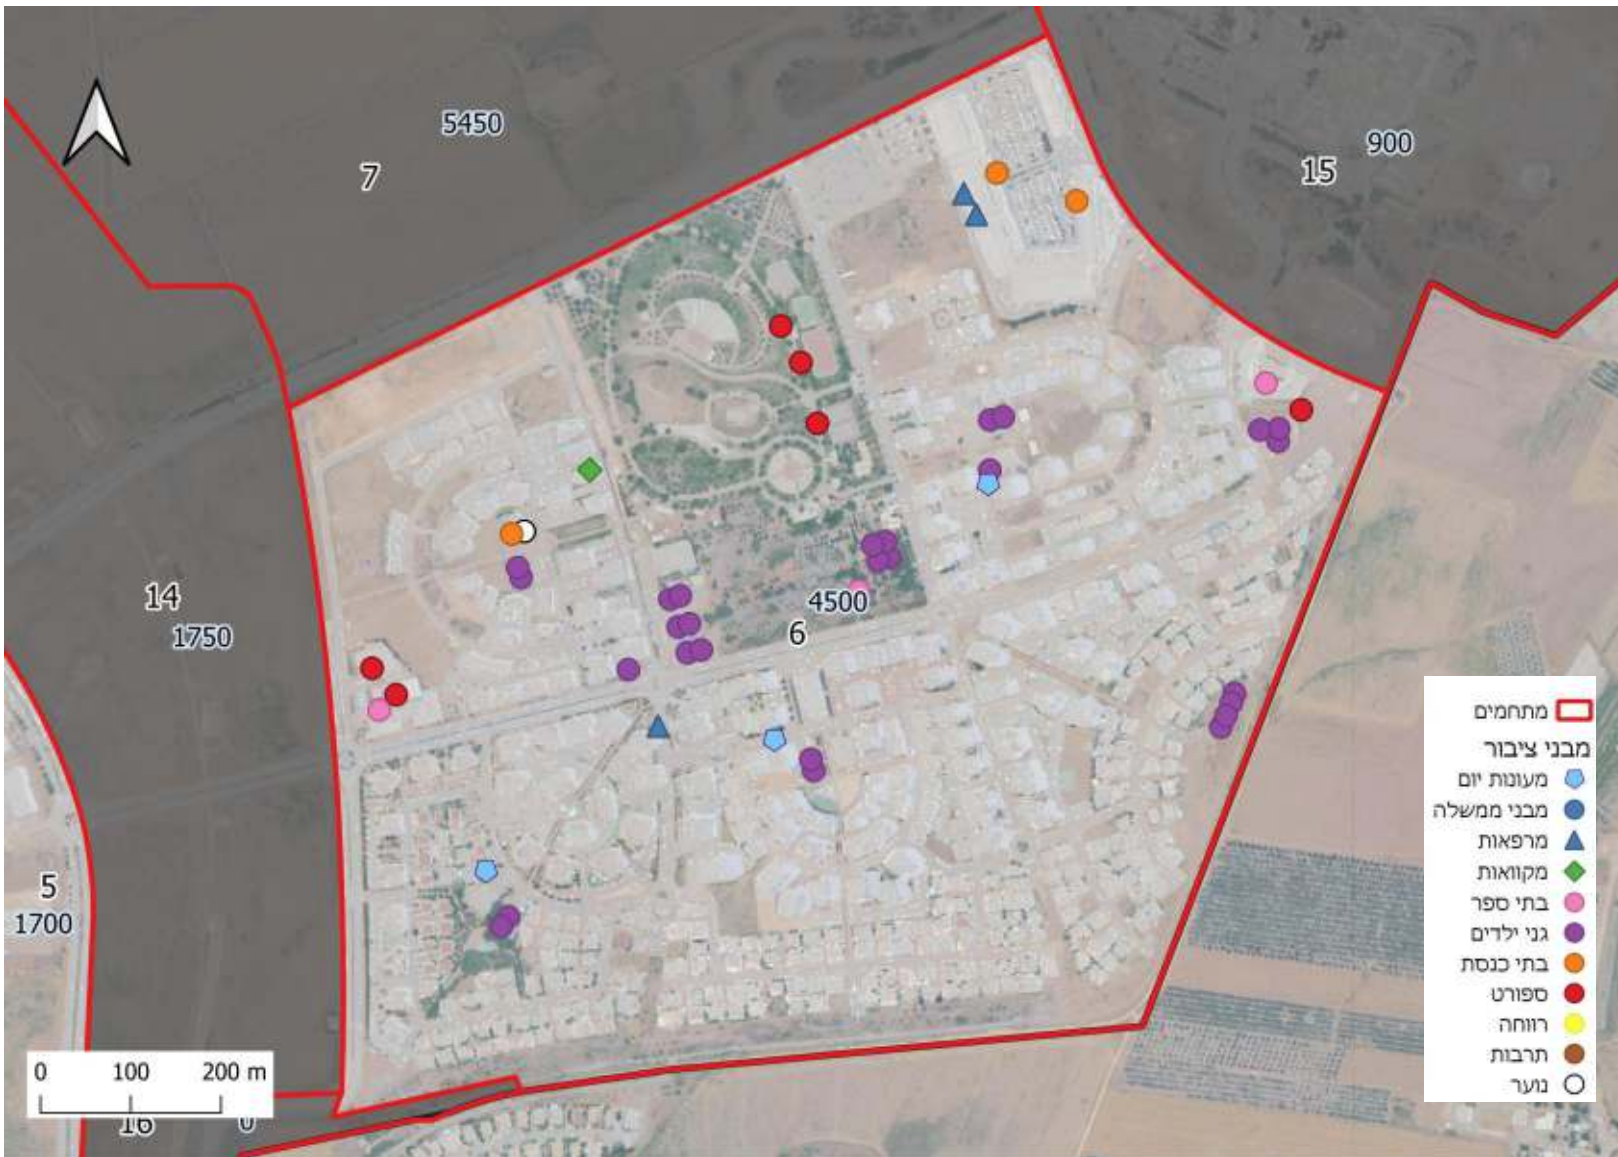 5450
7
900
15
14
1750
4500
6
5
1700
16
0
0 100 200 m
מתחמים
מבני ציבור
מעונות יום
מבני ממשלה
מרפאות
מקוואות
בתי ספר
גני ילדים
בתי כנסת
ספורט
רווחה
תרבות
נוער